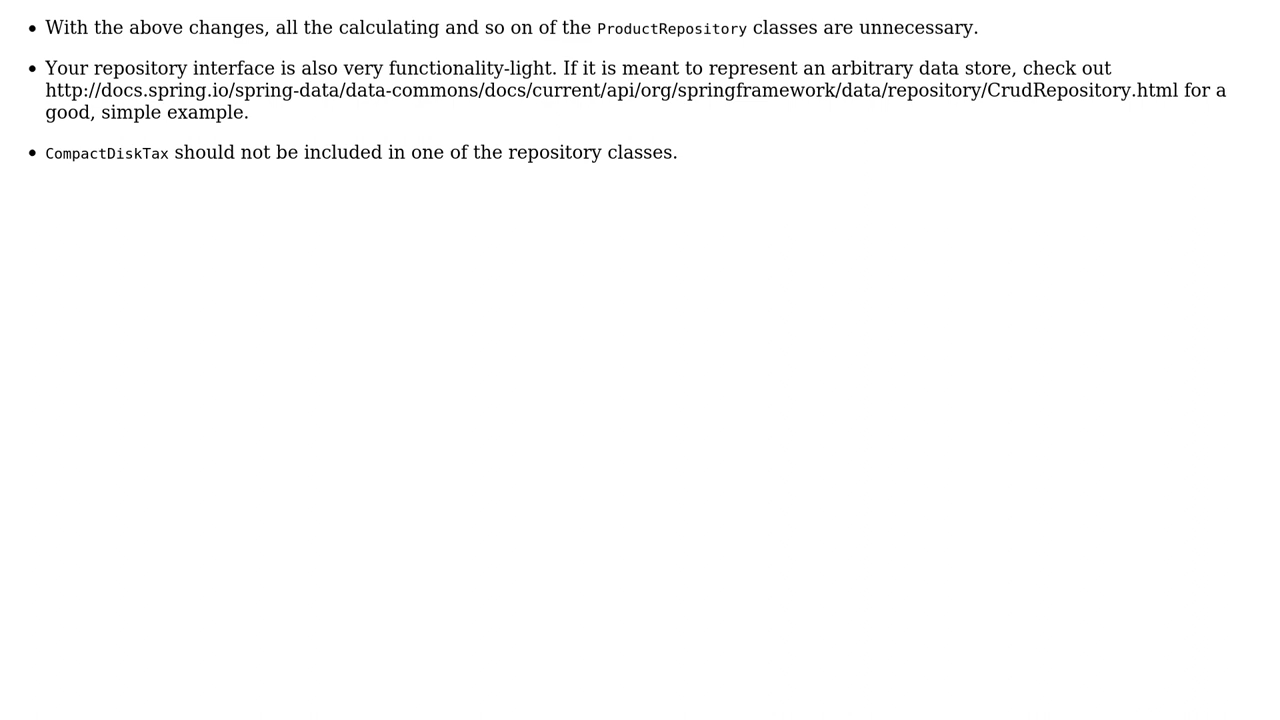 • With the above changes, all the calculating and so on of the ProductRepository classes are unnecessary.
• Your repository interface is also very functionality-light. If it is meant to represent an arbitrary data store, check out
http://docs.spring.io/spring-data/data-commons/docs/current/api/org/springframework/data/repository/CrudRepository.html for a
good, simple example.
• CompactDiskTax should not be included in one of the repository classes.